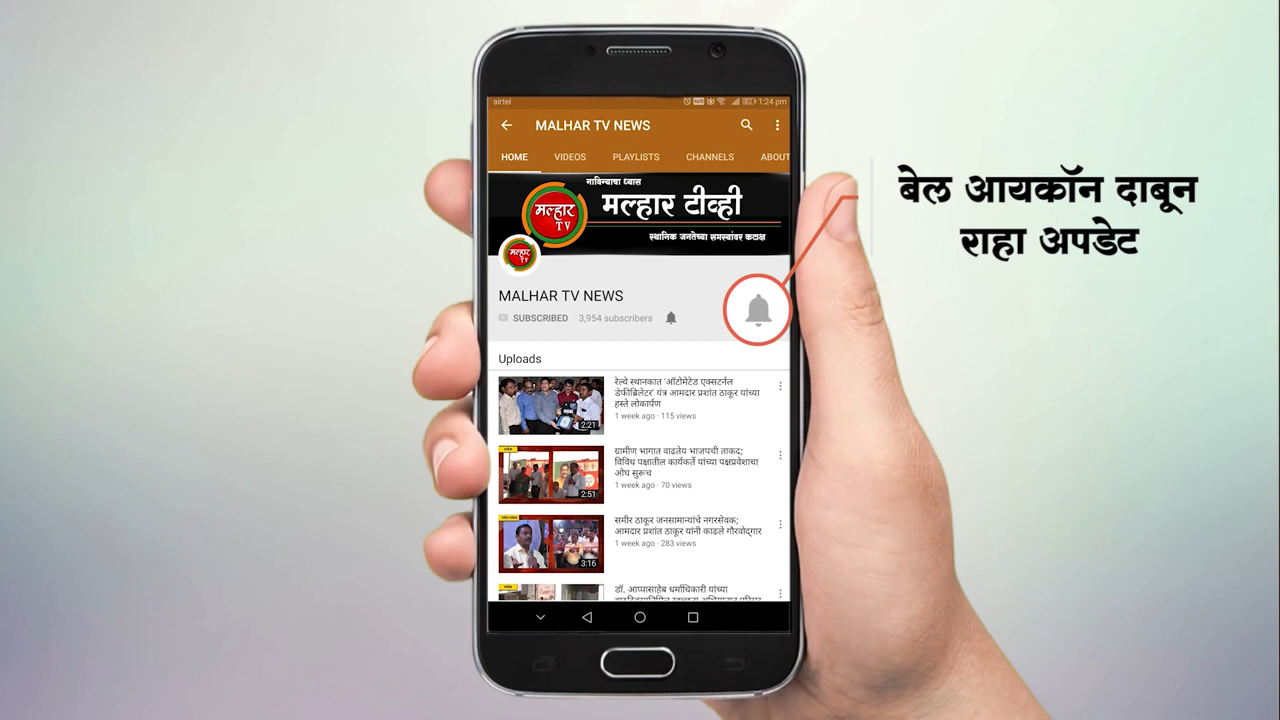 airtel 1:24 pm
MALHAR TV NEWS
HOME VIDEOS PLAYLISTS CHANNELS ABOUT
नाविन्याचा ध्यास
मल्हार टीव्ही
मल्हार
TV
स्थानिक जनतेच्या समस्यांवर कटाक्ष
मल्हार
TV
MALHAR TV NEWS
SUBSCRIBED 3,954 subscribers
Uploads
रेल्वे स्थानकात 'ऑटोमेटेड एक्सटर्नल
डेफीब्रिलेटर' यंत्र आमदार प्रशांत ठाकूर यांच्या
हस्ते लोकार्पण
1 week ago · 115 views
2:21
ग्रामीण भागात वाढतेय भाजपची ताकद;
विविध पक्षातील कार्यकर्ते यांच्या पक्षप्रवेशाचा
ओघ सुरूच
1 week ago · 70 views
2:51
समीर ठाकूर जनसामान्यांचे नगरसेवक;
आमदार प्रशांत ठाकूर यांनी काढले गौरवोद्गार
1 week ago · 283 views
3:16
डॉ. आप्पासाहेब धर्माधिकारी यांच्या
बेल आयकॉन दाबून
राहा अपडेट